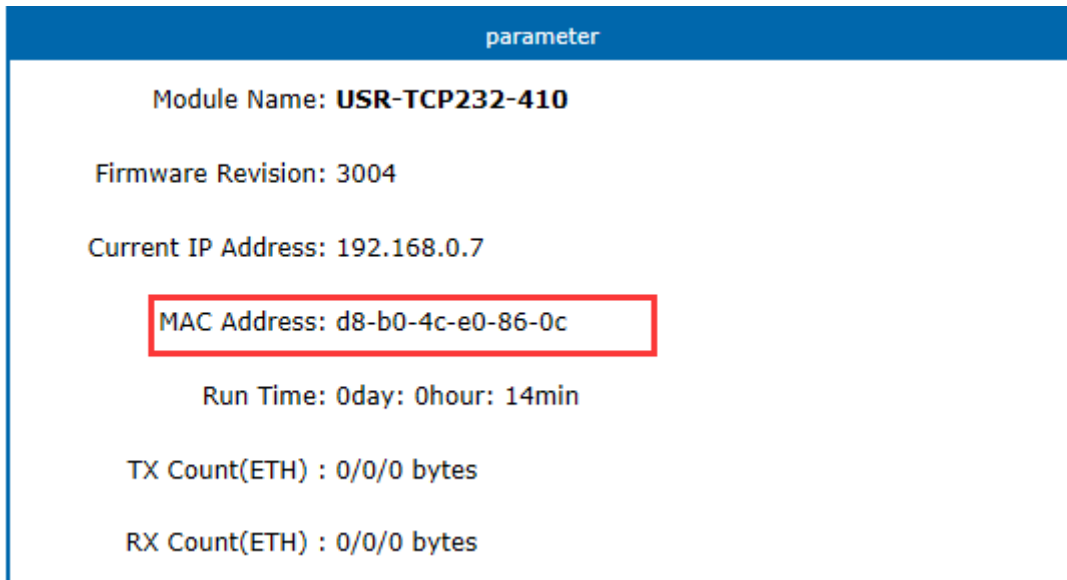 parameter
Module Name: USR-TCP232-410
Firmware Revision: 3004
Current IP Address: 192.168.0.7
MAC Address: d8-b0-4c-e0-86-0c
Run Time: 0day: 0hour: 14min
TX Count(ETH) : 0/0/0 bytes
RX Count(ETH) : 0/0/0 bytes